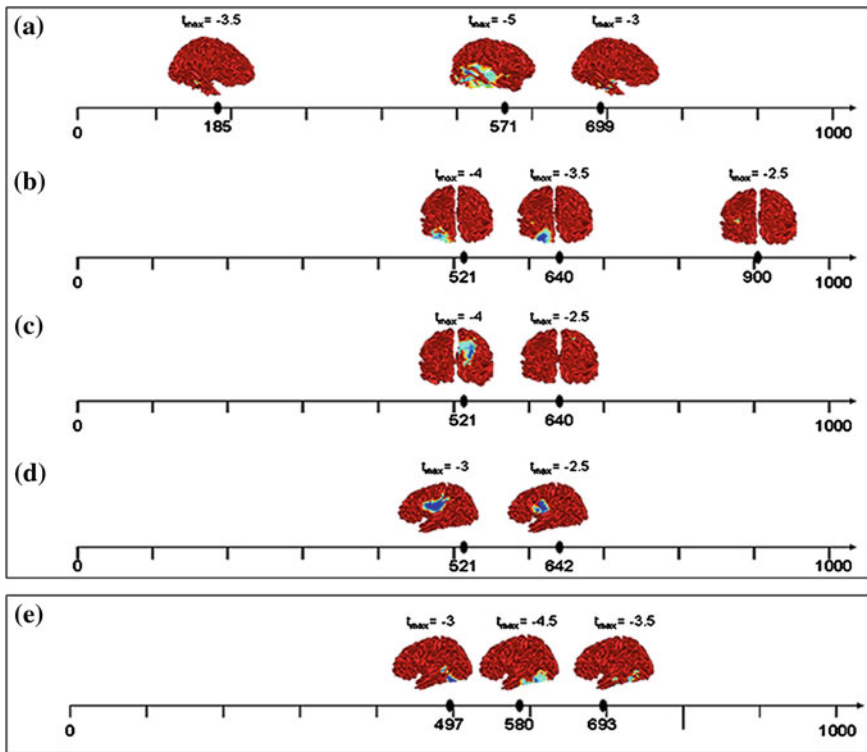 (a)
tmax= -3.5 tmax= -5 tmax= -3
0 185 571 699 1000
(b)
tmax= -4 tmax= -3.5 tmax= -2.5
0 521 640 900 1000
(c)
tmax= -4 tmax= -2.5
0 521 640 1000
(d)
tmax= -3 tmax= -2.5
0 521 642 1000
(e)
tmax= -3 tmax= -4.5 tmax= -3.5
0 497 580 693 1000